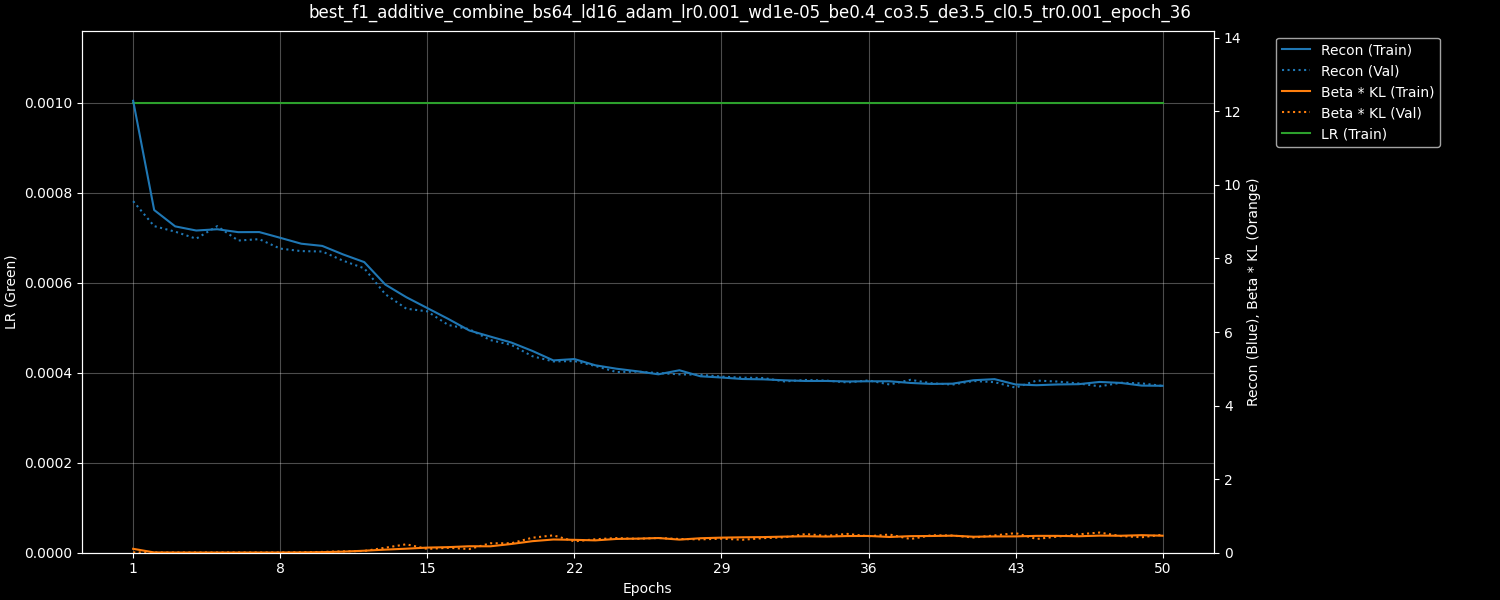 best_f1_additive_combine_bs64_ld16_adam_lr0.001_wd1e-05_be0.4_co3.5_de3.5_cl0.5_tr0.001_epoch_36
LR (Green)
0.0010
0.0008
0.0006
0.0004
0.0002
0.0000
1 8 15 22 29 36 43 50
Epochs
14
12
10
8
6
4
2
0
Recon (Blue), Beta * KL (Orange)
Recon (Train)
Recon (Val)
Beta * KL (Train)
Beta * KL (Val)
LR (Train)